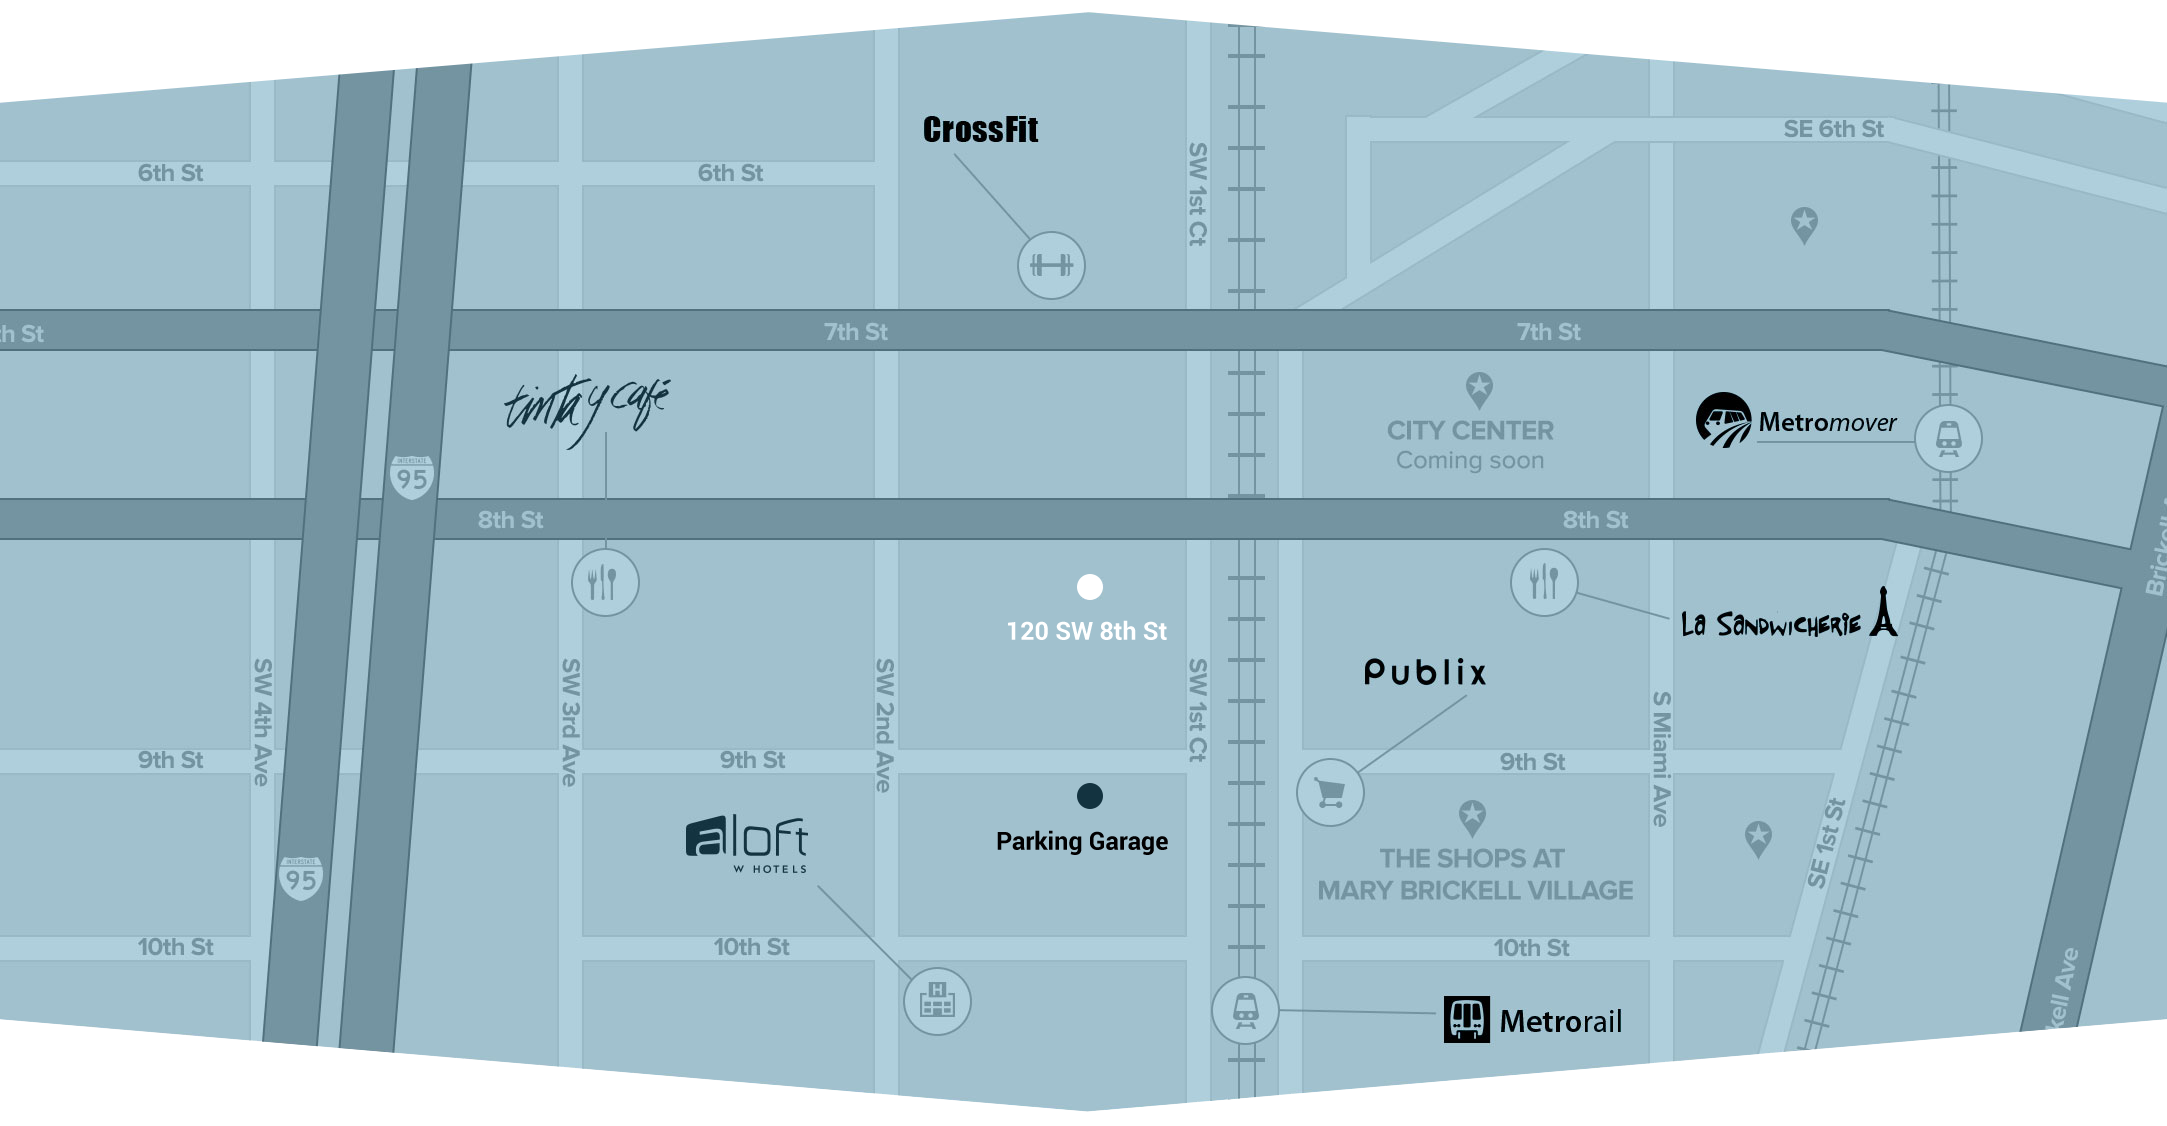 CrossFit
SE 6th St
6th St
6th St
SW 1st Ct
th St
7th St
7th St
tinta y café
CITY CENTER
Coming soon
Metromover
INTERSTATE
95
8th St
8th St
120 SW 8th St
La SaNDWiCHERiE
Publix
SW 4th Ave
SW 3rd Ave
SW 2nd Ave
SW 1st Ct
S Miami Ave
9th St
9th St
9th St
aloft
W HOTELS
Parking Garage
THE SHOPS AT
MARY BRICKELL VILLAGE
SE 1st St
INTERSTATE
95
10th St
10th St
10th St
H
Metrorail
kell Ave
Brickell